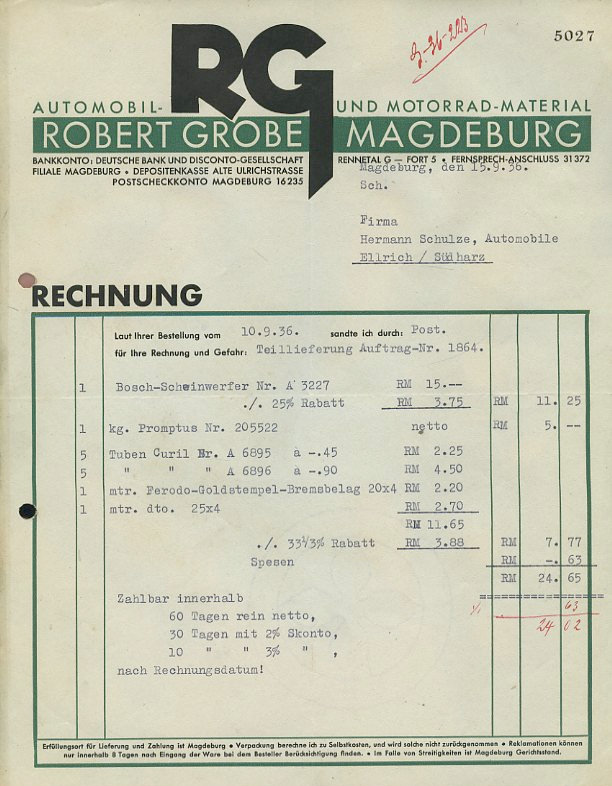 5027
RG
AUTOMOBIL- UND MOTORRAD-MATERIAL
ROBERT GROBE MAGDEBURG
BANKKONTO: DEUTSCHE BANK UND DISCONTO-GESELLSCHAFT
FILIALE MAGDEBURG • DEPOSITENKASSE ALTE ULRICHSTRASSE
POSTSCHECKKONTO MAGDEBURG 16235
RENNETAL G — FORT 5 • FERNSPRECH-ANSCHLUSS 31372
Magdeburg, den 15.9.36.
Sch.
Firma
Hermann Schulze, Automobile
Ellrich / Südharz
RECHNUNG
Laut Ihrer Bestellung vom 10.9.36. sandte ich durch: Post.
für Ihre Rechnung und Gefahr: Teillieferung Auftrag-Nr. 1864.
1 Bosch-Scheinwerfer Nr. A 3227 RM 15.--
./. 25% Rabatt RM 3.75 RM 11. 25
1 kg. Promptus Nr. 205522 netto RM 5. --
5 Tuben Curil Nr. A 6895 à -.45 RM 2.25
5 " " " A 6896 à -.90 RM 4.50
1 mtr. Ferodo-Goldstempel-Bremsbelag 20x4 RM 2.20
1 mtr. dto. 25x4 RM 2.70
RM 11.65
./. 33⅓% Rabatt RM 3.88 RM 7. 77
Spesen RM -. 63
RM 24. 65
Zahlbar innerhalb
60 Tagen rein netto,
30 Tagen mit 2% Skonto,
10 " " 3% " ,
nach Rechnungsdatum!
63
24 02
Erfüllungsort für Lieferung und Zahlung ist Magdeburg • Verpackung berechne ich zu Selbstkosten, und wird solche nicht zurückgenommen • Reklamationen können
nur innerhalb 8 Tagen nach Eingang der Ware bei dem Besteller Berücksichtigung finden. • Im Falle von Streitigkeiten ist Magdeburg Gerichtsstand.